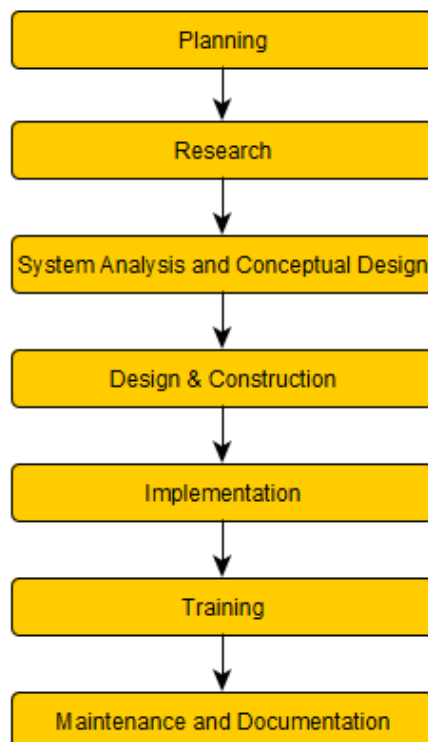 Planning
Research
System Analysis and Conceptual Design
Design & Construction
Implementation
Training
Maintenance and Documentation